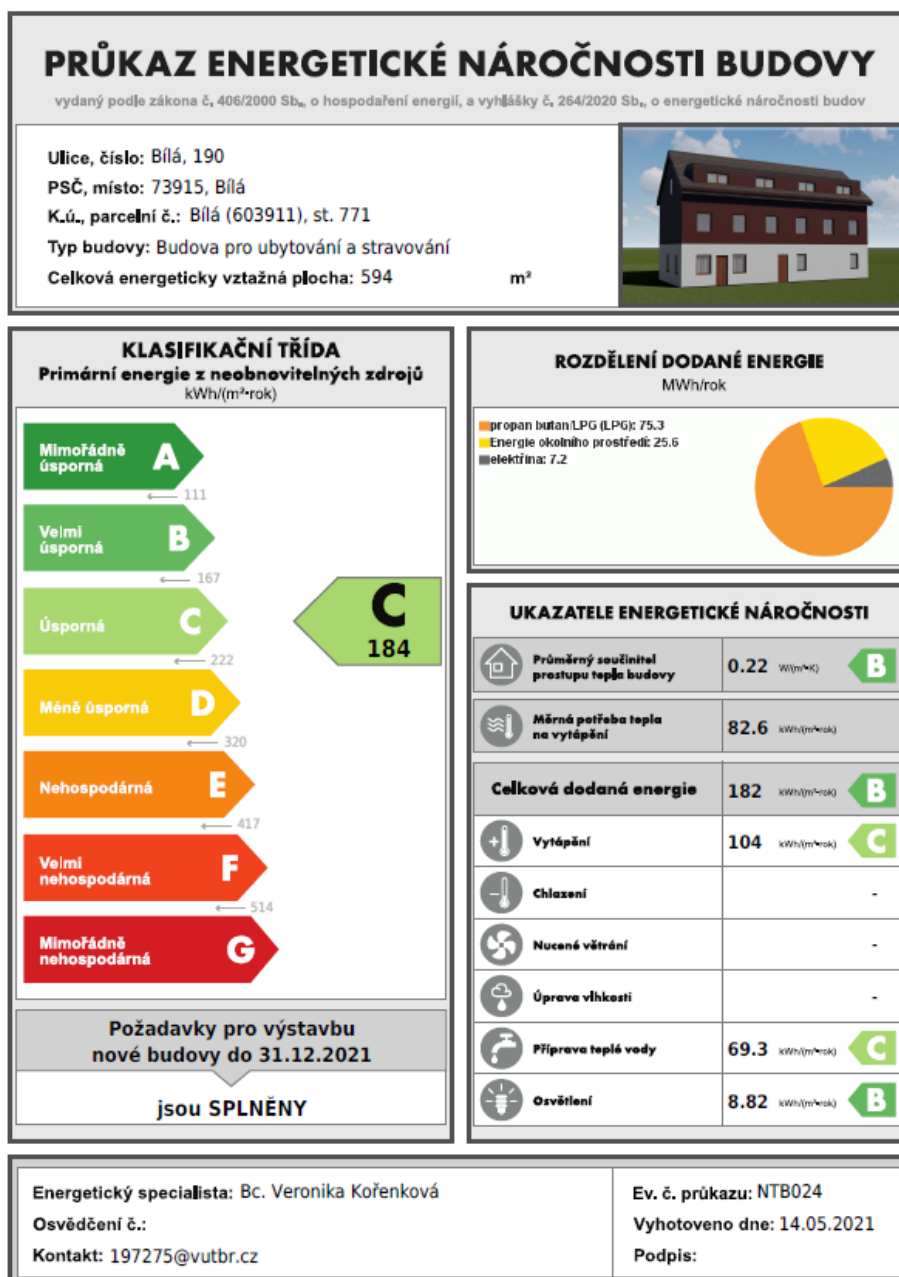 PRŮKAZ ENERGETICKÉ NÁROČNOSTI BUDOVY
vydaný podle zákona č. 406/2000 Sb., o hospodaření energií, a vyhlášky č. 264/2020 Sb., o energetické náročnosti budov
Ulice, číslo: Bílá, 190
PSČ, místo: 73915, Bílá
K.ú., parcelní č.: Bílá (603911), st. 771
Typ budovy: Budova pro ubytování a stravování
Celková energeticky vztažná plocha: 594 m²
KLASIFIKAČNÍ TŘÍDA
Primární energie z neobnovitelných zdrojů
kWh/(m²·rok)
Mimořádně
úsporná
A
111
Velmi
úsporná
B
167
Úsporná
C
222
Méně úsporná
D
320
Nehospodárná
E
417
Velmi
nehospodárná
F
514
Mimořádně
nehospodárná
G
C
184
Požadavky pro výstavbu
nové budovy do 31.12.2021
jsou SPLNĚNY
ROZDĚLENÍ DODANÉ ENERGIE
MWh/rok
propan butan/LPG (LPG): 75.3
Energie okolního prostředí: 25.6
elektřina: 7.2
UKAZATELE ENERGETICKÉ NÁROČNOSTI
Průměrný součinitel
prostupu tepla budovy
0.22 W/(m²·K) B
Měrná potřeba tepla
na vytápění
82.6 kWh/(m²·rok)
Celková dodaná energie 182 kWh/(m²·rok) B
Vytápění 104 kWh/(m²·rok) C
Chlazení -
Nucené větrání -
Úprava vlhkosti -
Příprava teplé vody 69.3 kWh/(m²·rok) C
Osvětlení 8.82 kWh/(m²·rok) B
Energetický specialista: Bc. Veronika Kořenková
Osvědčení č.:
Kontakt: 197275@vutbr.cz
Ev. č. průkazu: NTB024
Vyhotoveno dne: 14.05.2021
Podpis: